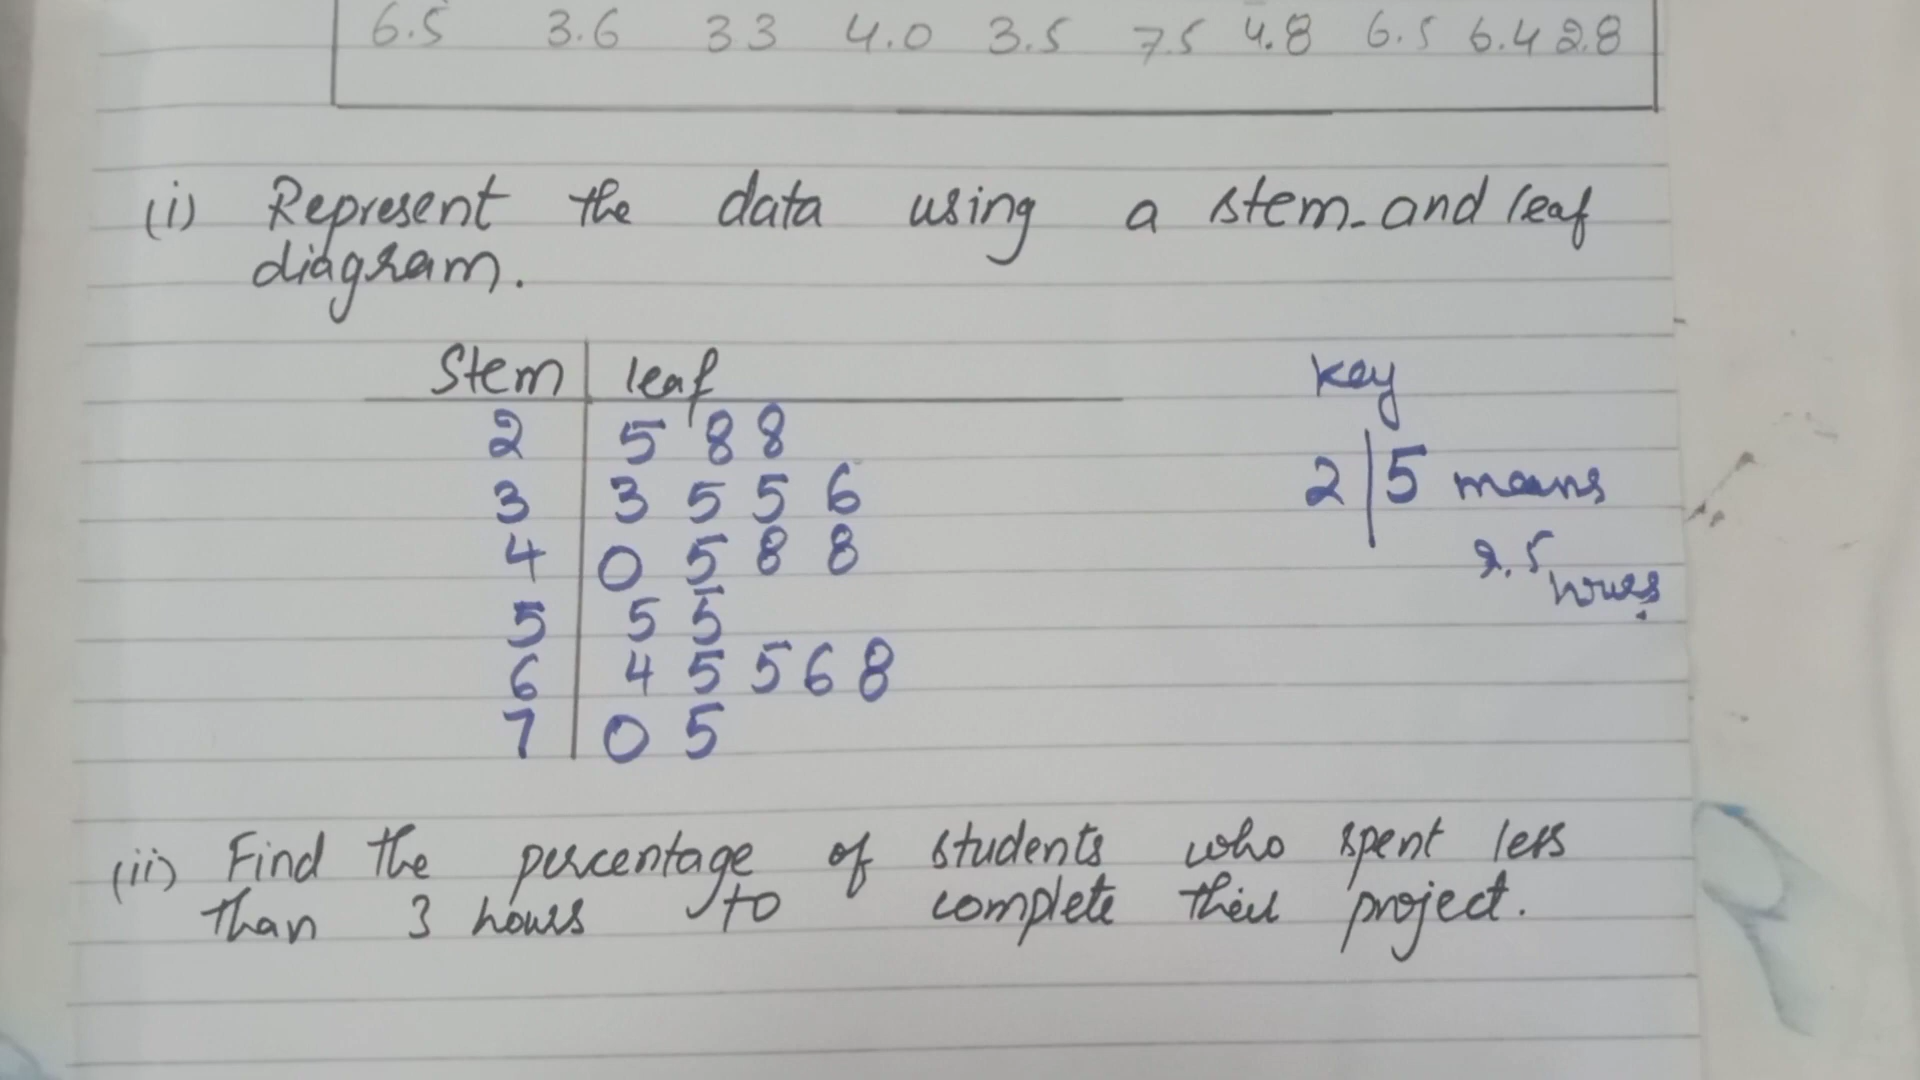 6.5 3.6 3.3 4.0 3.5 7.5 4.8 6.5 6.4 2.8
(i) Represent the data using a stem-and leaf
diagram.
Stem leaf
2 5 8 8
3 3 5 5 6
4 0 5 8 8
5 5 5
6 4 5 5 6 8
7 0 5
key
2|5 means
2.5 hours
(ii) Find the percentage of students who spent less
than 3 hours to complete their project.